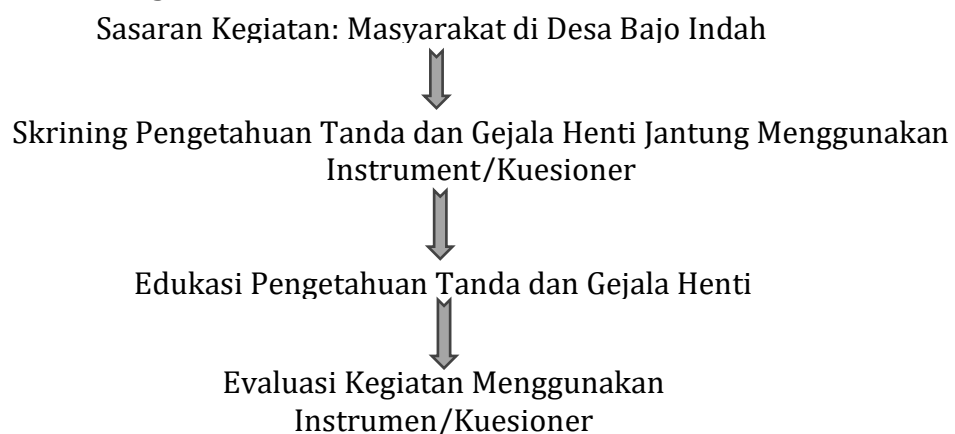 Sasaran Kegiatan: Masyarakat di Desa Bajo Indah
Skrining Pengetahuan Tanda dan Gejala Henti Jantung Menggunakan
Instrument/Kuesioner
Edukasi Pengetahuan Tanda dan Gejala Henti
Evaluasi Kegiatan Menggunakan
Instrumen/Kuesioner